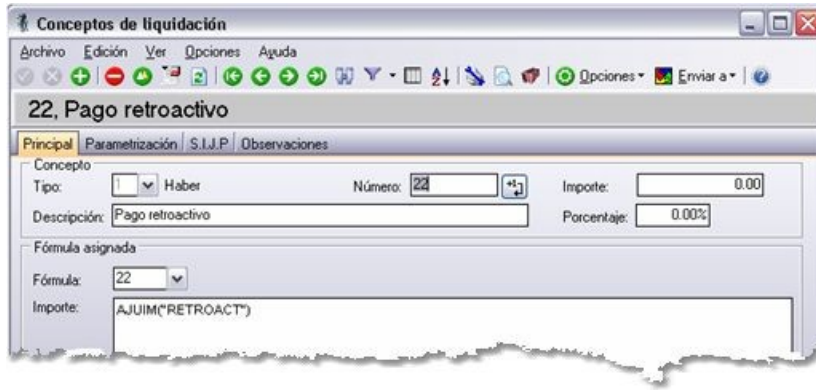 Conceptos de liquidación
Archivo Edición Ver Opciones Ayuda
Opciones Enviar a
22, Pago retroactivo
Principal Parametrización S.I.J.P Observaciones
Concepto
Tipo: 1 Haber Número: 22 Importe: 0.00
Descripción: Pago retroactivo Porcentaje: 0.00%
Fórmula asignada
Fórmula: 22
Importe: AJUIM("RETROACT")